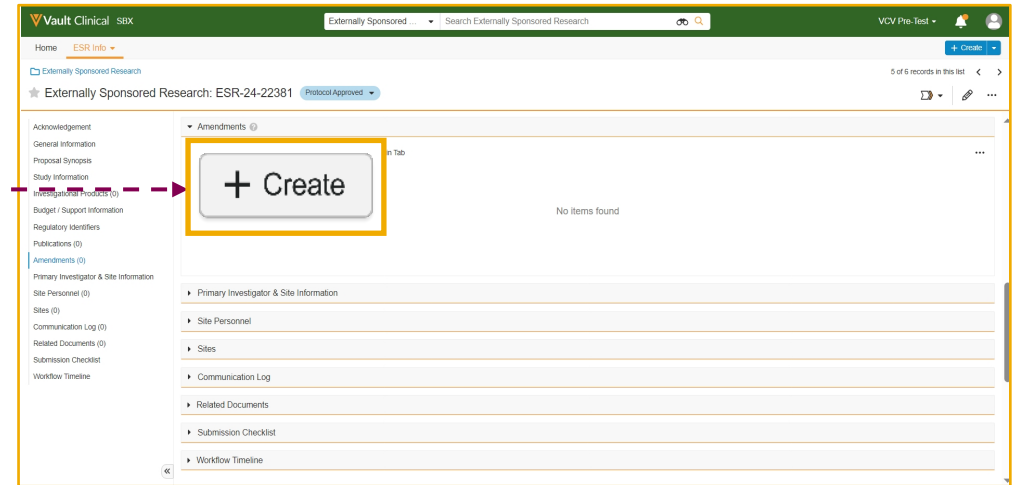 Vault Clinical SBX
Externally Sponsored ...
Search Externally Sponsored Research
VCV Pre-Test
Home
ESR Info
+ Create
Externally Sponsored Research
5 of 6 records in this list
Externally Sponsored Research: ESR-24-22381
Protocol Approved
Acknowledgement
General Information
Proposal Synopsis
Study Information
Investigational Products (0)
Budget / Support Information
Regulatory Identifiers
Publications (0)
Amendments (0)
Primary Investigator & Site Information
Site Personnel (0)
Sites (0)
Communication Log (0)
Related Documents (0)
Submission Checklist
Workflow Timeline
Amendments
in Tab
+ Create
No items found
Primary Investigator & Site Information
Site Personnel
Sites
Communication Log
Related Documents
Submission Checklist
Workflow Timeline